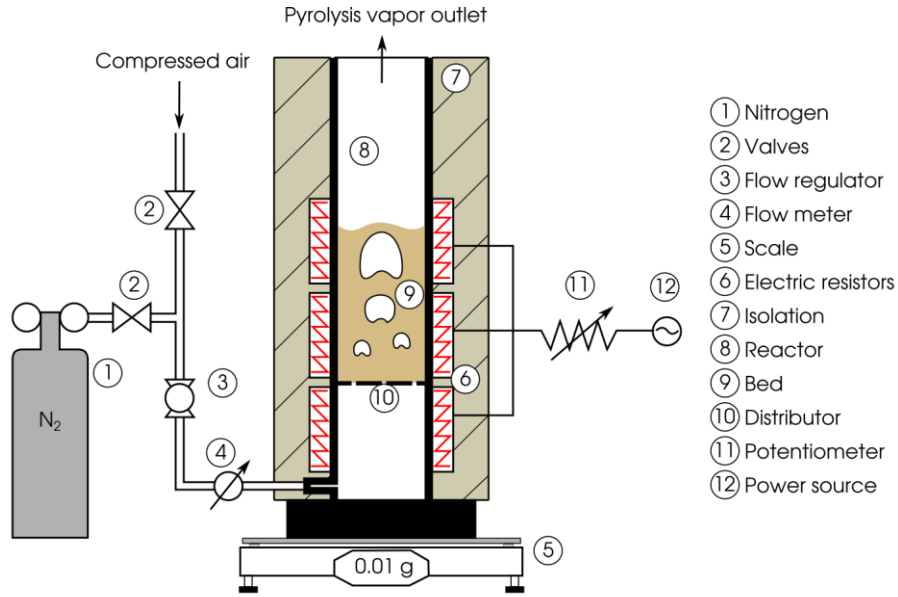 Pyrolysis vapor outlet
Compressed air
7
8
2
2
1
N₂
3
4
9
10
6
11
12
5
0.01 g
1 Nitrogen
2 Valves
3 Flow regulator
4 Flow meter
5 Scale
6 Electric resistors
7 Isolation
8 Reactor
9 Bed
10 Distributor
11 Potentiometer
12 Power source